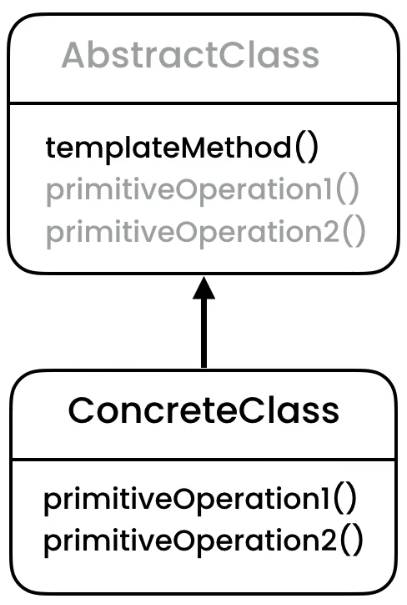 AbstractClass
templateMethod()
primitiveOperation1()
primitiveOperation2()
ConcreteClass
primitiveOperation1()
primitiveOperation2()